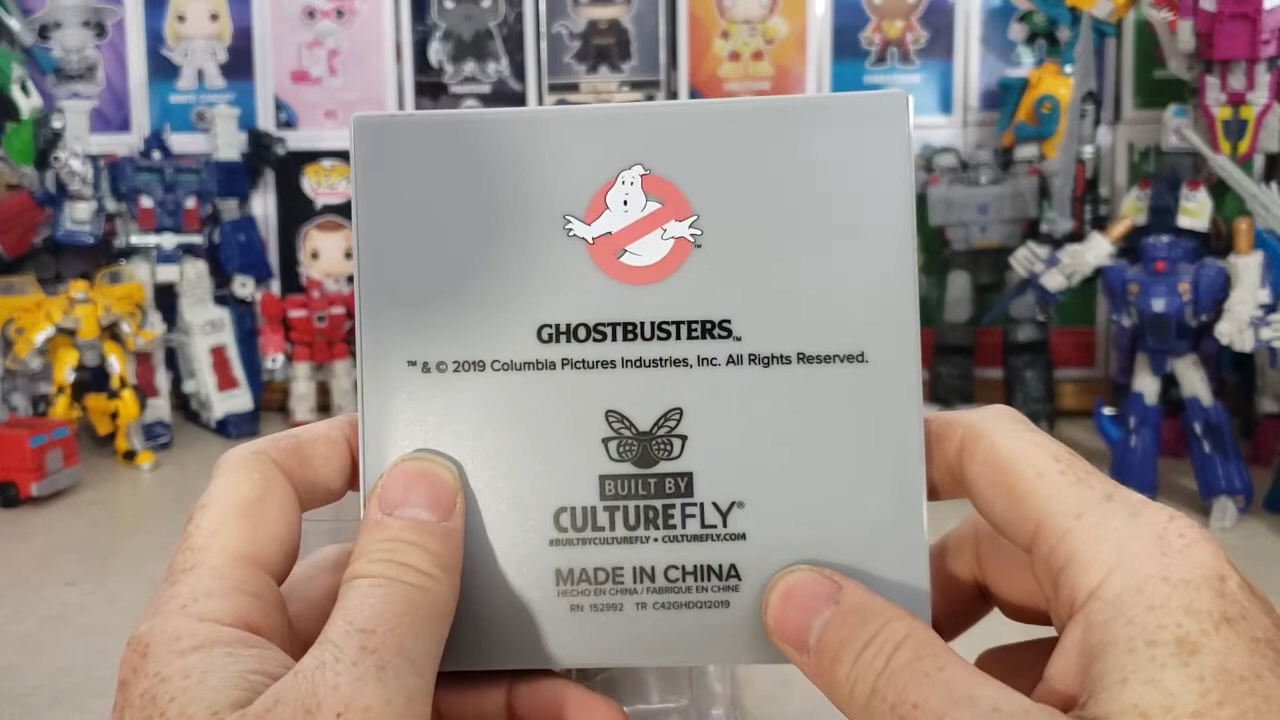 GHOSTBUSTERS™
™ & © 2019 Columbia Pictures Industries, Inc. All Rights Reserved.
BUILT BY
CULTUREFLY®
#BUILTBYCULTUREFLY • CULTUREFLY.COM
MADE IN CHINA
HECHO EN CHINA / FABRIQUE EN CHINE
RN 152992 TR C42GHDQ12019